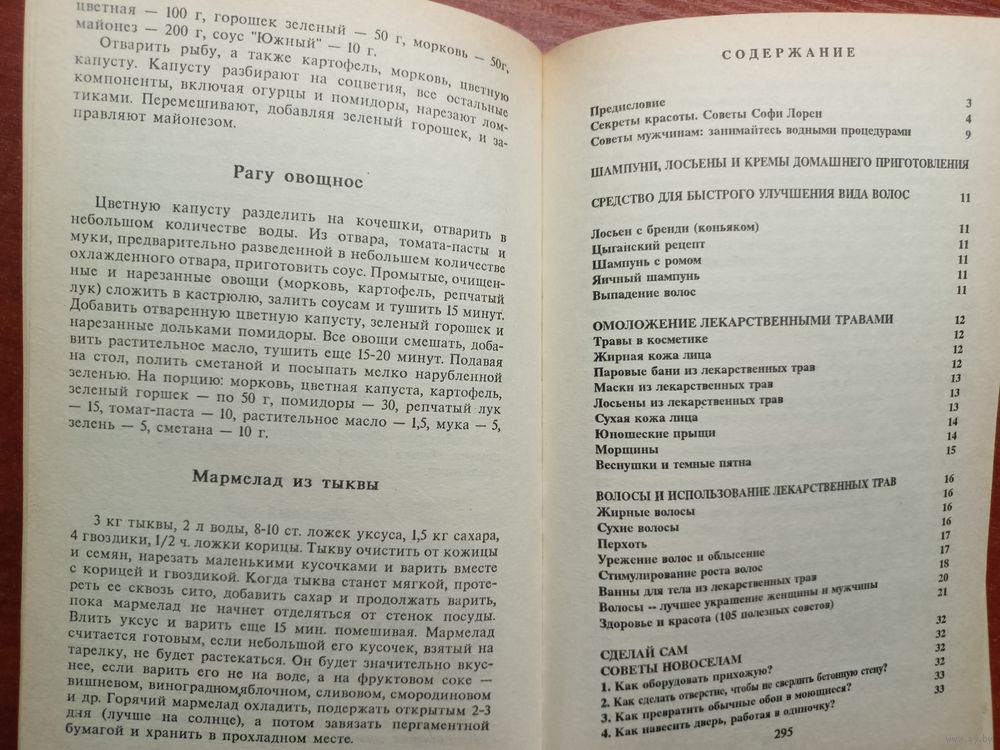 цветная — 100 г, горошек зеленый — 50 г, морковь — 50г,
майонез — 200 г, соус "Южный" — 10 г.
Отварить рыбу, а также картофель, морковь, цветную
капусту. Капусту разбирают на соцветия, все остальные
компоненты, включая огурцы и помидоры, нарезают лом-
тиками. Перемешивают, добавляя зеленый горошек, и за-
правляют майонезом.
Рагу овощное
Цветную капусту разделить на кочешки, отварить в
небольшом количестве воды. Из отвара, томата-пасты и
муки, предварительно разведенной в небольшом количестве
охлажденного отвара, приготовить соус. Промытые, очищен-
ные и нарезанные овощи (морковь, картофель, репчатый
лук) сложить в кастрюлю, залить соусам и тушить 15 минут.
Добавить отваренную цветную капусту, зеленый горошек и
нарезанные дольками помидоры. Все овощи смешать, доба-
вить растительное масло, тушить еще 15-20 минут. Подавая
на стол, полить сметаной и посыпать мелко нарубленной
зеленью. На порцию: морковь, цветная капуста, картофель,
зеленый горшек — по 50 г, помидоры — 30, репчатый лук
— 15, томат-паста — 10, растительное масло — 1,5, мука — 5,
зелень — 5, сметана — 10 г.
Мармелад из тыквы
3 кг тыквы, 2 л воды, 8-10 ст. ложек уксуса, 1,5 кг сахара,
4 гвоздики, 1/2 ч. ложки корицы. Тыкву очистить от кожицы
и семян, нарезать маленькими кусочками и варить вместе
с корицей и гвоздикой. Когда тыква станет мягкой, проте-
реть ее сквозь сито, добавить сахар и продолжать варить,
пока мармелад не начнет отделяться от стенок посуды.
Влить уксус и варить еще 15 мин. помешивая. Мармелад
считается готовым, если небольшой его кусочек, взятый на
тарелку, не будет растекаться. Он будет значительно вкус-
нее, если варить его не на воде, а на фруктовом соке —
вишневом, виноградном,яблочном, сливовом, смородиновом
и др. Горячий мармелад охладить, подержать открытым 2-3
дня (лучше на солнце), а потом завязать пергаментной
бумагой и хранить в прохладном месте.
СОДЕРЖАНИЕ
Предисловие 3
Секреты красоты. Советы Софи Лорен 4
Советы мужчинам: занимайтесь водными процедурами 9
ШАМПУНИ, ЛОСЬЕНЫ И КРЕМЫ ДОМАШНЕГО ПРИГОТОВЛЕНИЯ
СРЕДСТВО ДЛЯ БЫСТРОГО УЛУЧШЕНИЯ ВИДА ВОЛОС 11
Лосьен с бренди (коньяком) 11
Цыганский рецепт 11
Шампунь с ромом 11
Яичный шампунь 11
Выпадение волос 11
ОМОЛОЖЕНИЕ ЛЕКАРСТВЕННЫМИ ТРАВАМИ 12
Травы в косметике 12
Жирная кожа лица 12
Паровые бани из лекарственных трав 12
Маски из лекарственных трав 13
Лосьены из лекарственных трав 13
Сухая кожа лица 13
Юношеские прыщи 14
Морщины 14
Веснушки и темные пятна 15
ВОЛОСЫ И ИСПОЛЬЗОВАНИЕ ЛЕКАРСТВЕННЫХ ТРАВ 16
Жирные волосы 16
Сухие волосы 16
Перхоть 16
Урежение волос и облысение 17
Стимулирование роста волос 17
Ванны для тела из лекарственных трав 18
Волосы -- лучшее украшение женщины и мужчины 20
Здоровье и красота (105 полезных советов) 21
СДЕЛАЙ САМ 32
СОВЕТЫ НОВОСЕЛАМ 32
1. Как оборудовать прихожую? 32
2. Как сделать отверстие, чтобы не сверлить бетонную стену? 32
3. Как превратить обычные обои в моющиеся? 33
4. Как навесить дверь, работая в одиночку? 33
295